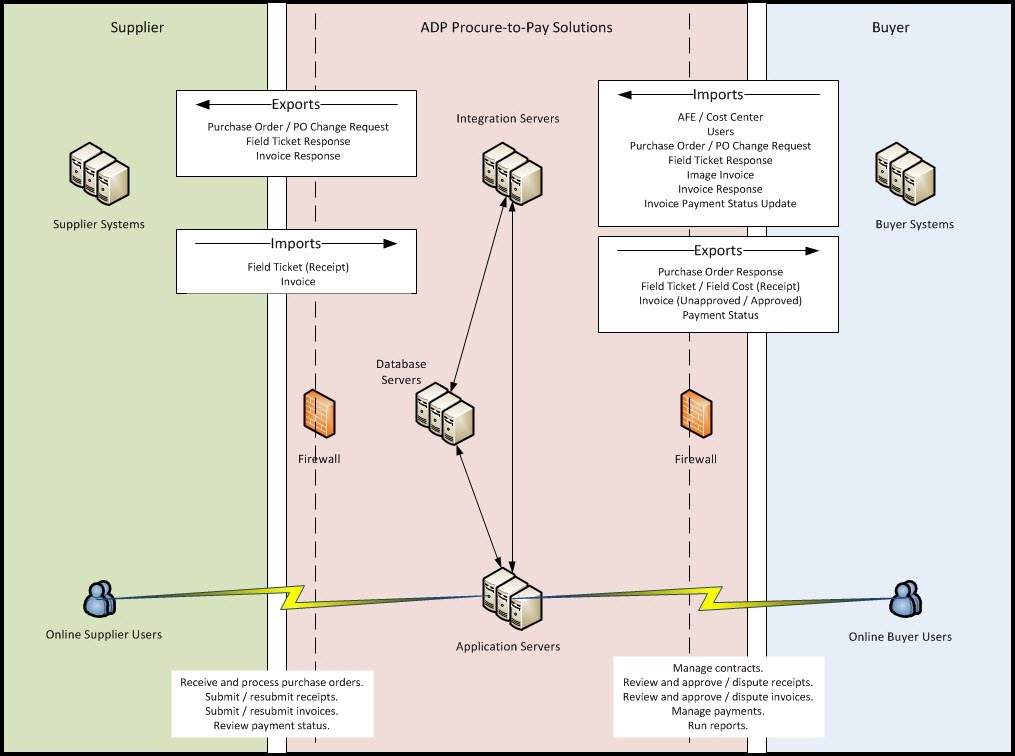 Supplier
ADP Procure-to-Pay Solutions
Buyer
Exports
Purchase Order / PO Change Request
Field Ticket Response
Invoice Response
Integration Servers
Imports
AFE / Cost Center
Users
Purchase Order / PO Change Request
Field Ticket Response
Image Invoice
Invoice Response
Invoice Payment Status Update
Supplier Systems
Buyer Systems
Imports
Field Ticket (Receipt)
Invoice
Exports
Purchase Order Response
Field Ticket / Field Cost (Receipt)
Invoice (Unapproved / Approved)
Payment Status
Database
Servers
Firewall
Firewall
Online Supplier Users
Application Servers
Online Buyer Users
Receive and process purchase orders.
Submit / resubmit receipts.
Submit / resubmit invoices.
Review payment status.
Manage contracts.
Review and approve / dispute receipts.
Review and approve / dispute invoices.
Manage payments.
Run reports.